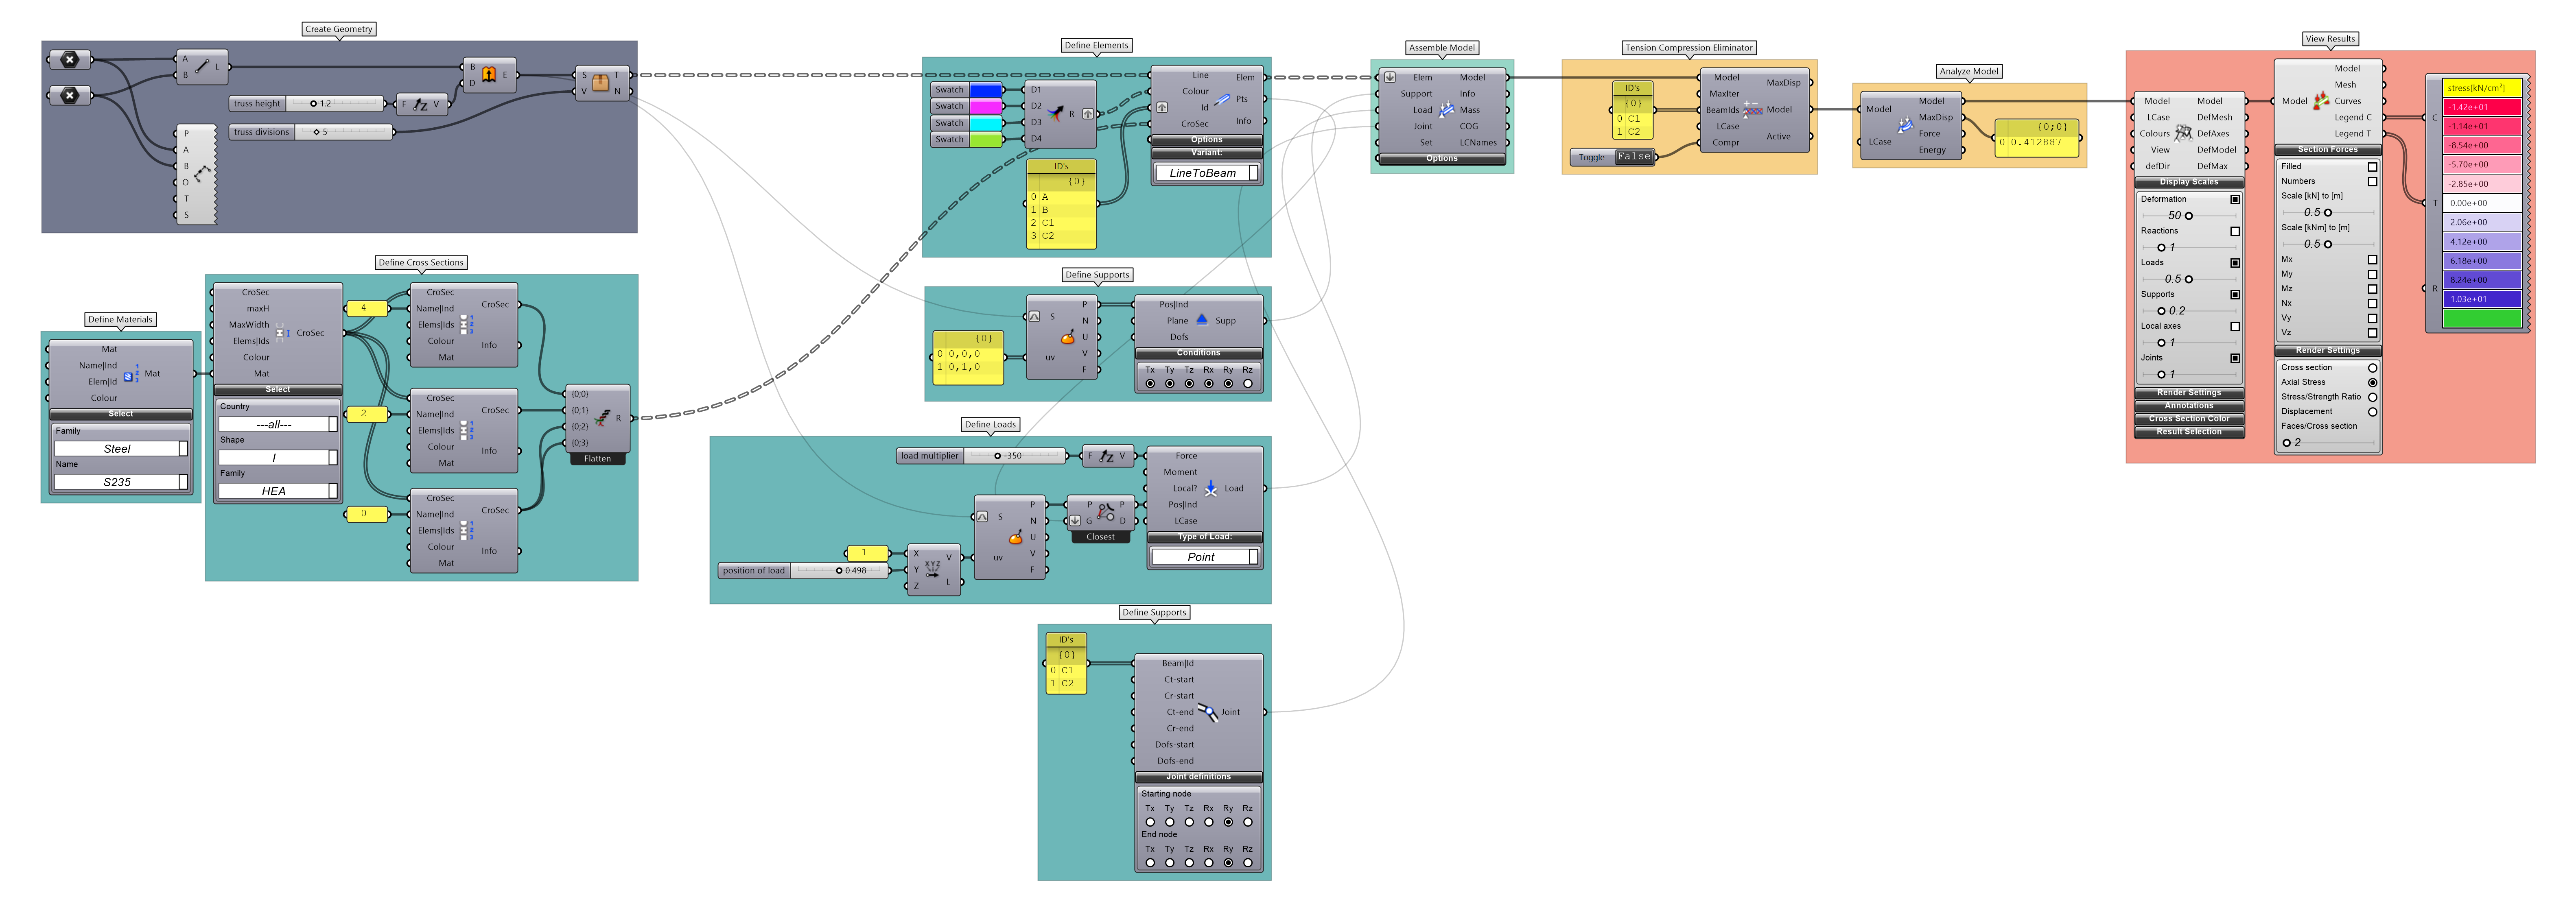 Create Geometry
A
B
L
truss height
1.2
F
V
B
D
E
truss divisions
5
S
V
T
N
P
A
B
O
T
S
Define Materials
Mat
Name|Ind
Elem|Id
Colour
Mat
Select
Family
Steel
Name
S235
Define Cross Sections
CroSec
maxH
MaxWidth
Elems|Ids
Colour
Mat
CroSec
Select
Country
---all---
Shape
I
Family
HEA
4
CroSec
Name|Ind
Elems|Ids
Colour
Mat
CroSec
Info
2
CroSec
Name|Ind
Elems|Ids
Colour
Mat
CroSec
Info
0
CroSec
Name|Ind
Elems|Ids
Colour
Mat
CroSec
Info
{0;0}
{0;1}
{0;2}
{0;3}
R
Flatten
Define Elements
Swatch
Swatch
Swatch
Swatch
D1
D2
D3
D4
R
ID's
{0}
0 A
1 B
2 C1
3 C2
Line
Colour
Id
CroSec
Elem
Pts
Info
Options
Variant:
LineToBeam
Define Supports
{0}
0 0,0,0
1 0,1,0
S
uv
P
N
U
V
F
Pos|Ind
Plane
Dofs
Supp
Conditions
Tx Ty Tz Rx Ry Rz
Define Loads
load multiplier
-350
F
V
1
position of load
0.498
X
Y
Z
XYZ
V
L
S
uv
P
N
U
V
F
P
G
P
D
Closest
Force
Moment
Local?
Pos|Ind
LCase
Load
Type of Load:
Point
Define Supports
ID's
{0}
0 C1
1 C2
Beam|Id
Ct-start
Cr-start
Ct-end
Cr-end
Dofs-start
Dofs-end
Joint
Joint definitions
Starting node
Tx Ty Tz Rx Ry Rz
End node
Tx Ty Tz Rx Ry Rz
Assemble Model
Elem
Support
Load
Joint
Set
Model
Info
Mass
COG
LCNames
Options
Tension Compression Eliminator
ID's
{0}
0 C1
1 C2
Toggle
False
Model
MaxIter
BeamIds
LCase
Compr
MaxDisp
Model
Active
Analyze Model
Model
LCase
Model
MaxDisp
Force
Energy
{0;0}
0 0.412887
View Results
Model
LCase
Colours
View
defDir
Model
DefMesh
DefAxes
DefModel
DefMax
Display Scales
Deformation
50
Reactions
1
Loads
0.5
Supports
0.2
Local axes
1
Joints
1
Render Settings
Annotations
Cross Section Color
Result Selection
Model
Model
Mesh
Curves
Legend C
Legend T
Section Forces
Filled
Numbers
Scale [kN] to [m]
0.5
Scale [kNm] to [m]
0.5
Mx
My
Mz
Nx
Vy
Vz
Render Settings
Cross section
Axial Stress
Stress/Strength Ratio
Displacement
Faces/Cross section
2
C
T
R
stress[kN/cm²]
-1.42e+01
-1.14e+01
-8.54e+00
-5.70e+00
-2.85e+00
0.00e+00
2.06e+00
4.12e+00
6.18e+00
8.24e+00
1.03e+01